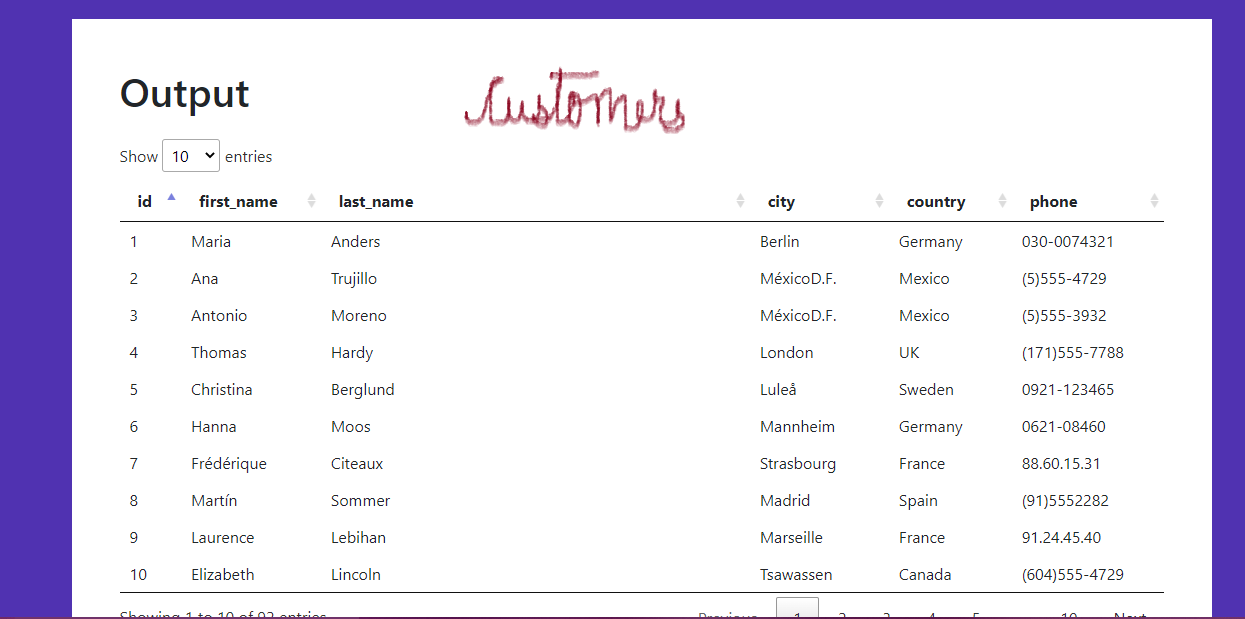 Output
Customers
Show 10 entries
id first_name last_name city country phone
1 Maria Anders Berlin Germany 030-0074321
2 Ana Trujillo MéxicoD.F. Mexico (5)555-4729
3 Antonio Moreno MéxicoD.F. Mexico (5)555-3932
4 Thomas Hardy London UK (171)555-7788
5 Christina Berglund Luleå Sweden 0921-123465
6 Hanna Moos Mannheim Germany 0621-08460
7 Frédérique Citeaux Strasbourg France 88.60.15.31
8 Martín Sommer Madrid Spain (91)5552282
9 Laurence Lebihan Marseille France 91.24.45.40
10 Elizabeth Lincoln Tsawassen Canada (604)555-4729
Showing 1 to 10 of 92 entries Previous 1 2 3 4 5 ... 10 Next